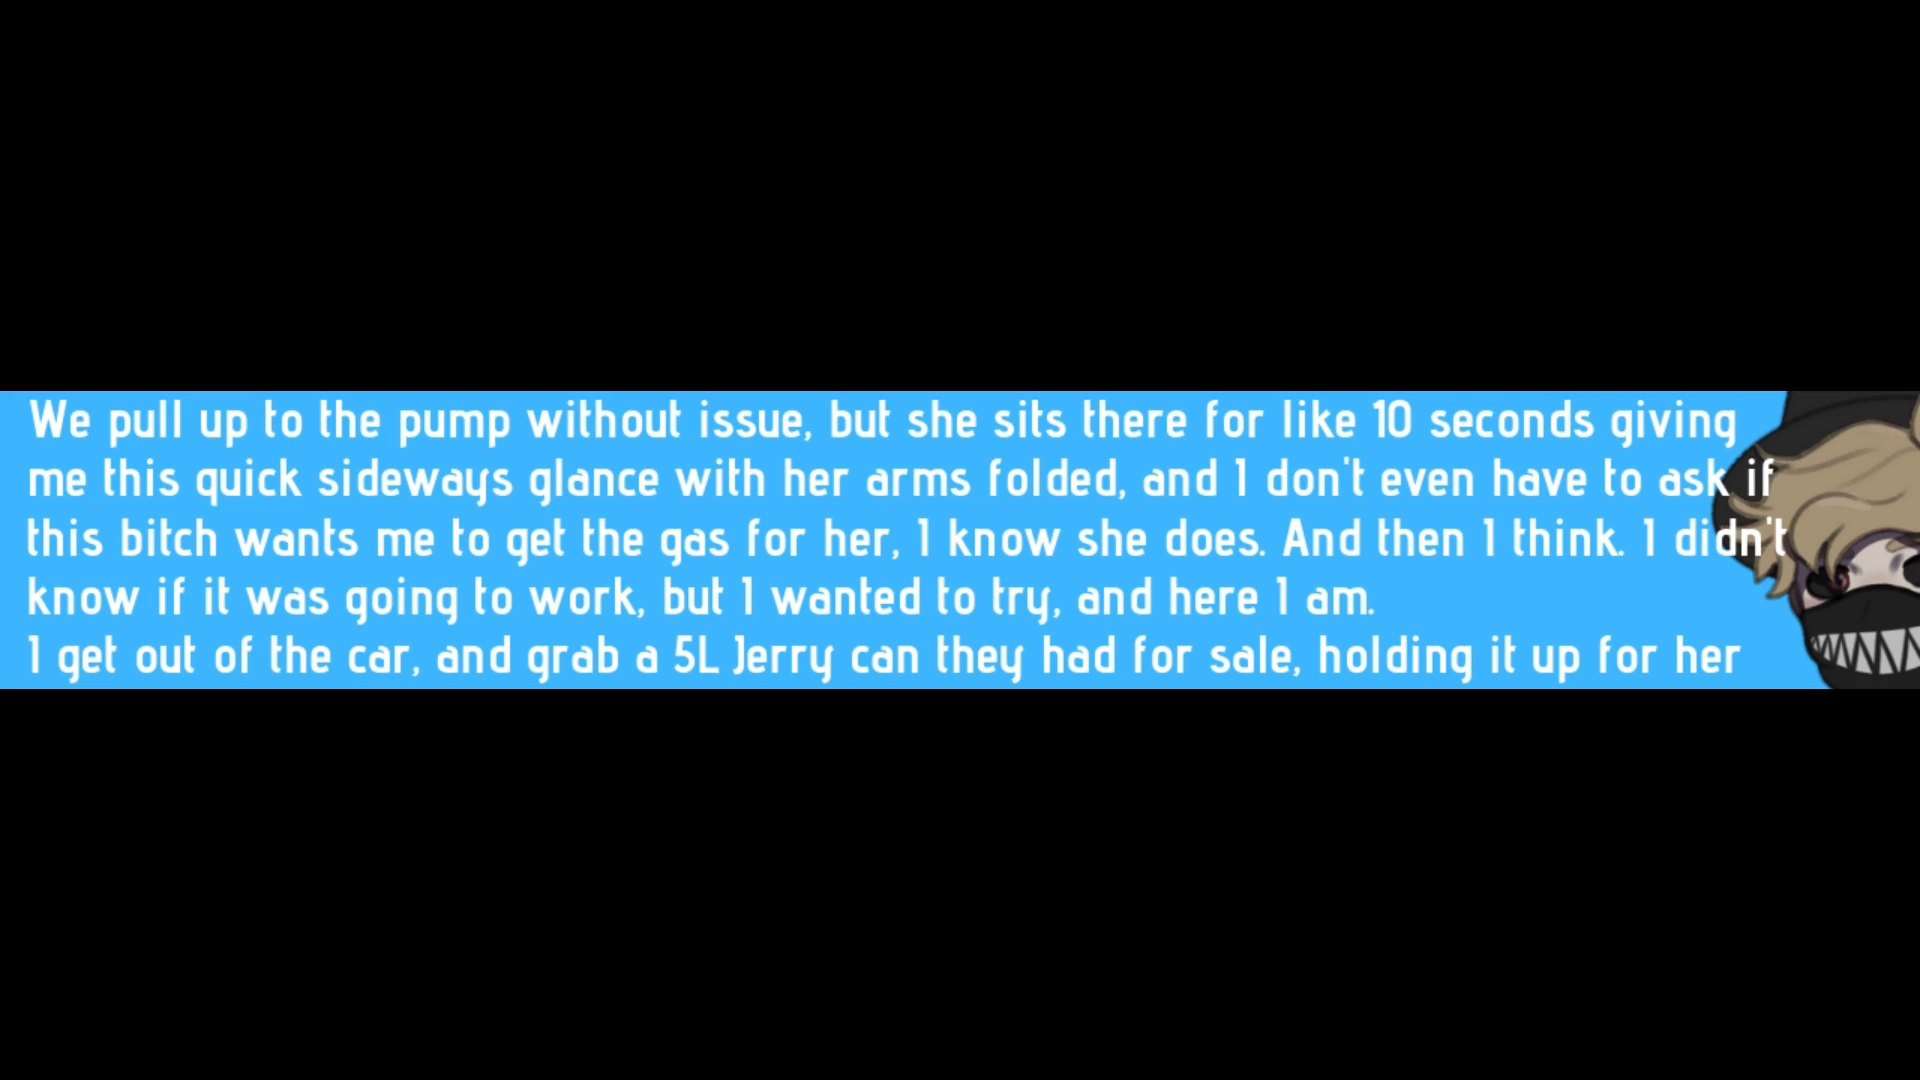 We pull up to the pump without issue, but she sits there for like 10 seconds giving
me this quick sideways glance with her arms folded, and I don't even have to ask if
this bitch wants me to get the gas for her, I know she does. And then I think. I didn't
know if it was going to work, but I wanted to try, and here I am.
I get out of the car, and grab a 5L Jerry can they had for sale, holding it up for her